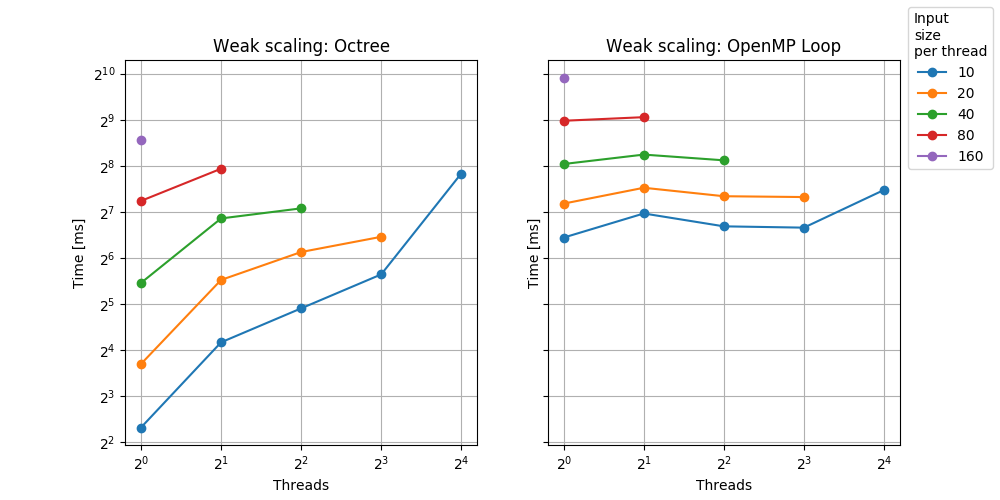 Weak scaling: Octree
Time [ms]
2^10
2^9
2^8
2^7
2^6
2^5
2^4
2^3
2^2
2^0 2^1 2^2 2^3 2^4
Threads
Weak scaling: OpenMP Loop
Time [ms]
2^0 2^1 2^2 2^3 2^4
Threads
Input
size
per thread
10
20
40
80
160